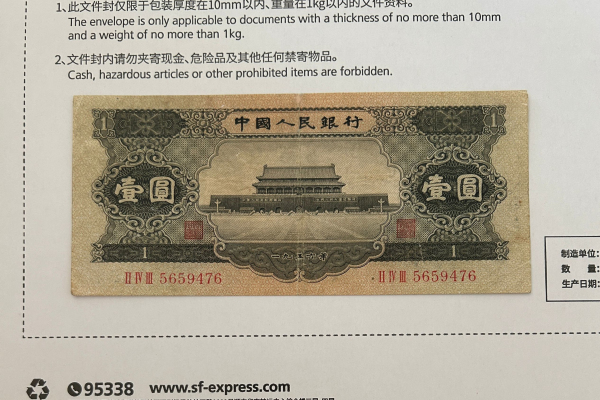 1、此文件封仅限于包装厚度在10mm以内、重量在1kg以内的文件资料。
The envelope is only applicable to documents with a thickness of no more than 10mm
and a weight of no more than 1kg.
2、文件封内请勿夹寄现金、危险品及其他任何禁寄物品。
Cash, hazardous articles or other prohibited items are forbidden.
1 中國人民銀行 1
壹圓 壹圓
1 1
ⅡⅣⅢ 5659476 ⅡⅣⅢ 5659476
制造单位:
数 量:
生产日期:
95338 www.sf-express.com